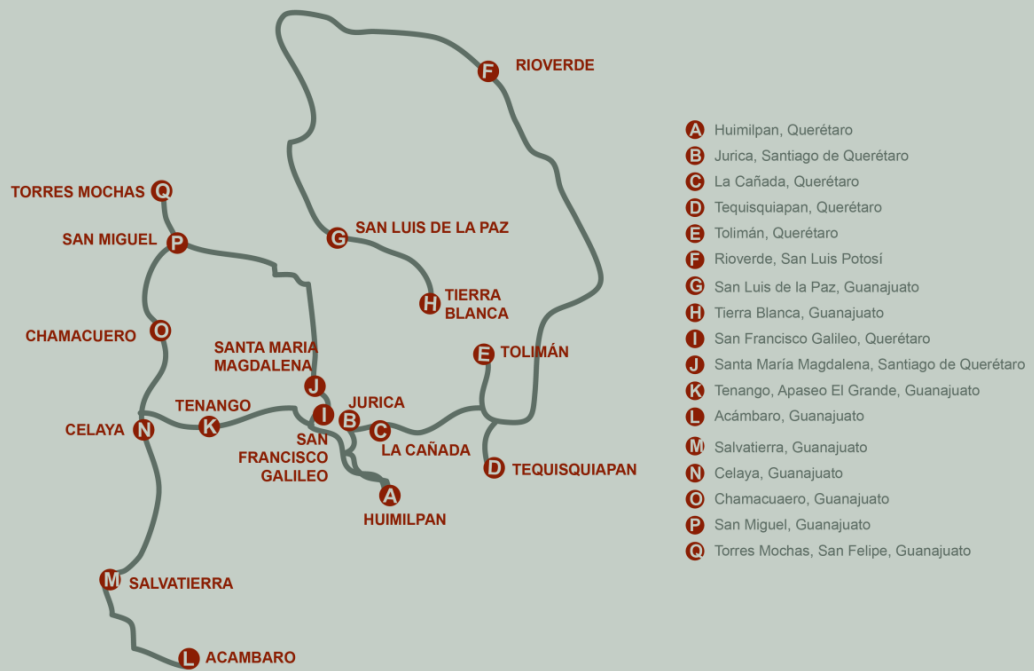 F RIOVERDE
TORRES MOCHAS Q
SAN MIGUEL P
G SAN LUIS DE LA PAZ
H TIERRA
BLANCA
CHAMACUERO O
E TOLIMÁN
SANTA MARIA
MAGDALENA
J
TENANGO
K
I
SAN
FRANCISCO
GALILEO
JURICA
B
C
LA CAÑADA
CELAYA N
D TEQUISQUIAPAN
A
HUIMILPAN
M SALVATIERRA
L ACAMBARO
A Huimilpan, Querétaro
B Jurica, Santiago de Querétaro
C La Cañada, Querétaro
D Tequisquiapan, Querétaro
E Tolimán, Querétaro
F Rioverde, San Luis Potosí
G San Luis de la Paz, Guanajuato
H Tierra Blanca, Guanajuato
I San Francisco Galileo, Querétaro
J Santa María Magdalena, Santiago de Querétaro
K Tenango, Apaseo El Grande, Guanajuato
L Acámbaro, Guanajuato
M Salvatierra, Guanajuato
N Celaya, Guanajuato
O Chamacuaero, Guanajuato
P San Miguel, Guanajuato
Q Torres Mochas, San Felipe, Guanajuato